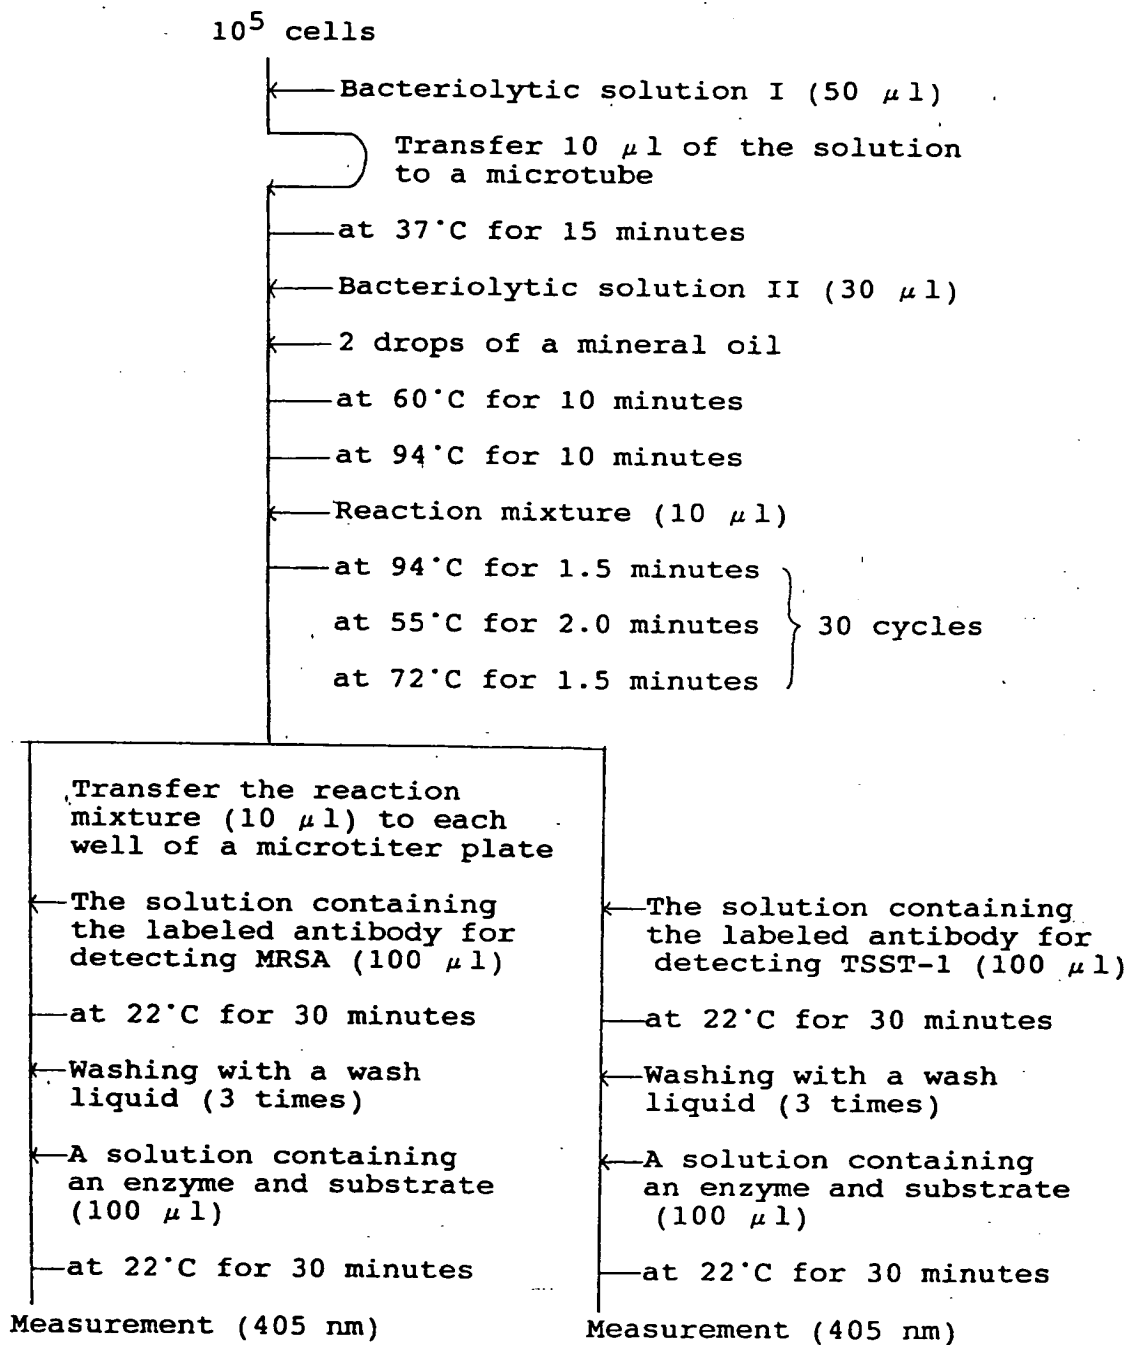 10⁵ cells
Bacteriolytic solution I (50 μl)
Transfer 10 μl of the solution
to a microtube
at 37°C for 15 minutes
Bacteriolytic solution II (30 μl)
2 drops of a mineral oil
at 60°C for 10 minutes
at 94°C for 10 minutes
Reaction mixture (10 μl)
at 94°C for 1.5 minutes
at 55°C for 2.0 minutes
30 cycles
at 72°C for 1.5 minutes
Transfer the reaction
mixture (10 μl) to each
well of a microtiter plate
The solution containing
the labeled antibody for
detecting MRSA (100 μl)
at 22°C for 30 minutes
Washing with a wash
liquid (3 times)
A solution containing
an enzyme and substrate
(100 μl)
at 22°C for 30 minutes
Measurement (405 nm)
The solution containing
the labeled antibody for
detecting TSST-1 (100 μl)
at 22°C for 30 minutes
Washing with a wash
liquid (3 times)
A solution containing
an enzyme and substrate
(100 μl)
at 22°C for 30 minutes
Measurement (405 nm)